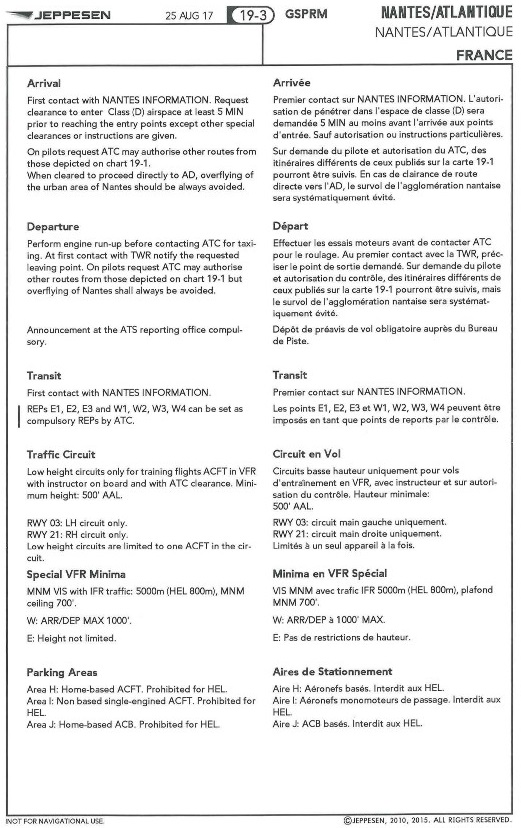 JEPPESEN
25 AUG 17
19-3
GSPRM
NANTES/ATLANTIQUE
NANTES/ATLANTIQUE
FRANCE
Arrival
First contact with NANTES INFORMATION. Request
clearance to enter Class (D) airspace at least 5 MIN
prior to reaching the entry points except other special
clearances or instructions are given.
On pilots request ATC may authorise other routes from
those depicted on chart 19-1.
When cleared to proceed directly to AD, overflying of
the urban area of Nantes should be always avoided.
Departure
Perform engine run-up before contacting ATC for taxi-
ing. At first contact with TWR notify the requested
leaving point. On pilots request ATC may authorise
other routes from those depicted on chart 19-1 but
overflying of Nantes shall always be avoided.
Announcement at the ATS reporting office compul-
sory.
Transit
First contact with NANTES INFORMATION.
REPs E1, E2, E3 and W1, W2, W3, W4 can be set as
compulsory REPs by ATC.
Traffic Circuit
Low height circuits only for training flights ACFT in VFR
with instructor on board and with ATC clearance. Mini-
mum height: 500' AAL.
RWY 03: LH circuit only.
RWY 21: RH circuit only.
Low height circuits are limited to one ACFT in the cir-
cuit.
Special VFR Minima
MNM VIS with IFR traffic: 5000m (HEL 800m), MNM
ceiling 700'.
W: ARR/DEP MAX 1000'.
E: Height not limited.
Parking Areas
Area H: Home-based ACFT. Prohibited for HEL.
Area I: Non based single-engined ACFT. Prohibited for
HEL.
Area J: Home-based ACB. Prohibited for HEL.
Arrivée
Premier contact sur NANTES INFORMATION. L'autori-
sation de pénétrer dans l'espace de classe (D) sera
demandée 5 MIN au moins avant l'arrivée aux points
d'entrée. Sauf autorisation ou instructions particulières.
Sur demande du pilote et autorisation du ATC, des
itinéraires différents de ceux publiés sur la carte 19-1
pourront être suivis. En cas de clairance de route
directe vers l'AD, le survol de l'agglomération nantaise
sera systématiquement évité.
Départ
Effectuer les essais moteurs avant de contacter ATC
pour le roulage. Au premier contact avec la TWR, préc-
iser le point de sortie demandé. Sur demande du pilote
et autorisation du contrôle, des itinéraires différents de
ceux publiés sur la carte 19-1 pourront être suivis, mais
le survol de l'agglomération nantaise sera systémat-
iquement évité.
Dépôt de préavis de vol obligatoire auprès du Bureau
de Piste.
Transit
Premier contact sur NANTES INFORMATION.
Les points E1, E2, E3 et W1, W2, W3, W4 peuvent être
imposés en tant que points de reports par le contrôle.
Circuit en Vol
Circuits basse hauteur uniquement pour vols
d'entraînement en VFR, avec instructeur et sur autori-
sation du contrôle. Hauteur minimale:
500' AAL.
RWY 03: circuit main gauche uniquement.
RWY 21: circuit main droite uniquement.
Limités à un seul appareil à la fois.
Minima en VFR Spécial
VIS MNM avec trafic IFR 5000m (HEL 800m), plafond
MNM 700'.
W: ARR/DEP à 1000' MAX.
E: Pas de restrictions de hauteur.
Aires de Stationnement
Aire H: Aéronefs basés. Interdit aux HEL.
Aire I: Aéronefs monomoteurs de passage. Interdit aux
HEL.
Aire J: ACB basés. Interdit aux HEL.
NOT FOR NAVIGATIONAL USE.
©JEPPESEN, 2010, 2015. ALL RIGHTS RESERVED.